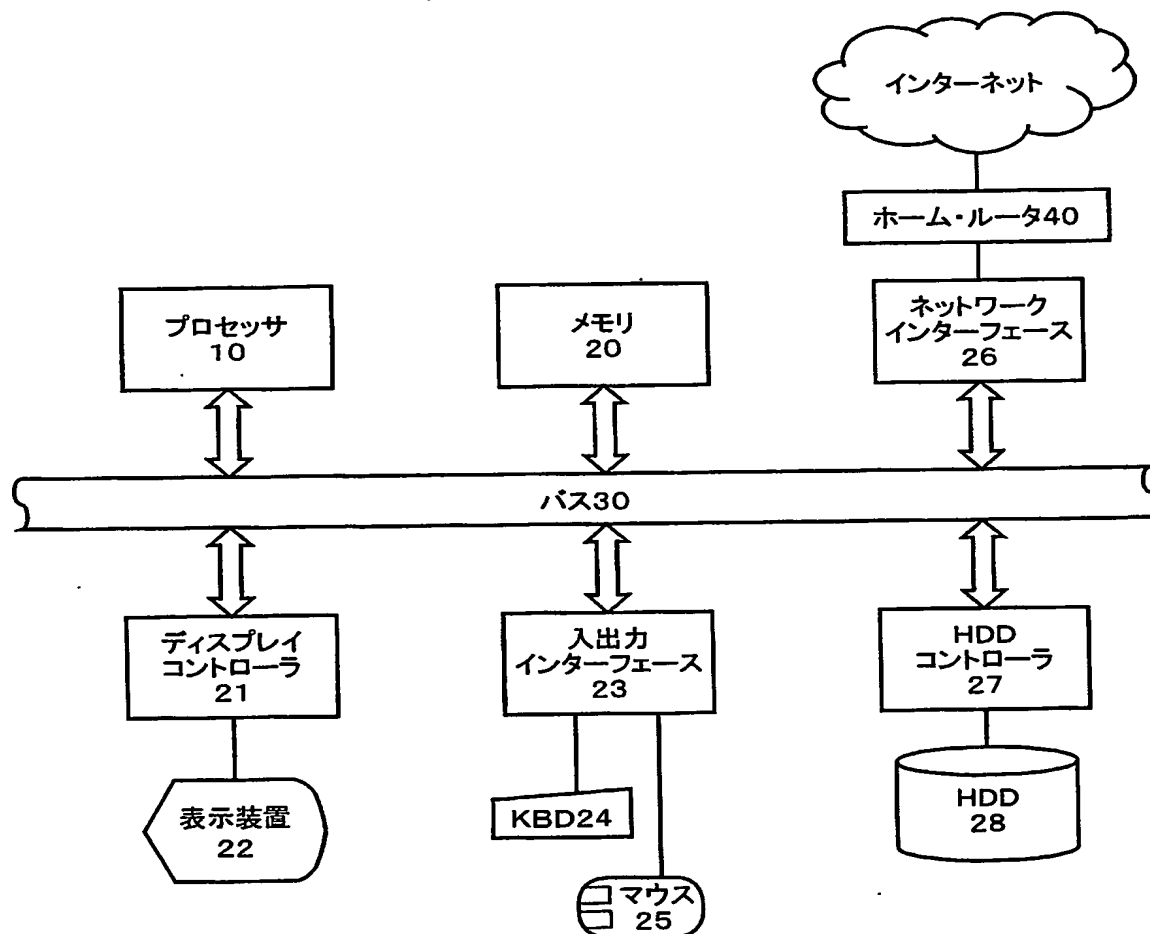 インターネット
ホーム・ルータ40
プロセッサ
10
メモリ
20
ネットワーク
インターフェース
26
バス30
ディスプレイ
コントローラ
21
入出力
インターフェース
23
HDD
コントローラ
27
表示装置
22
KBD24
マウス
25
HDD
28